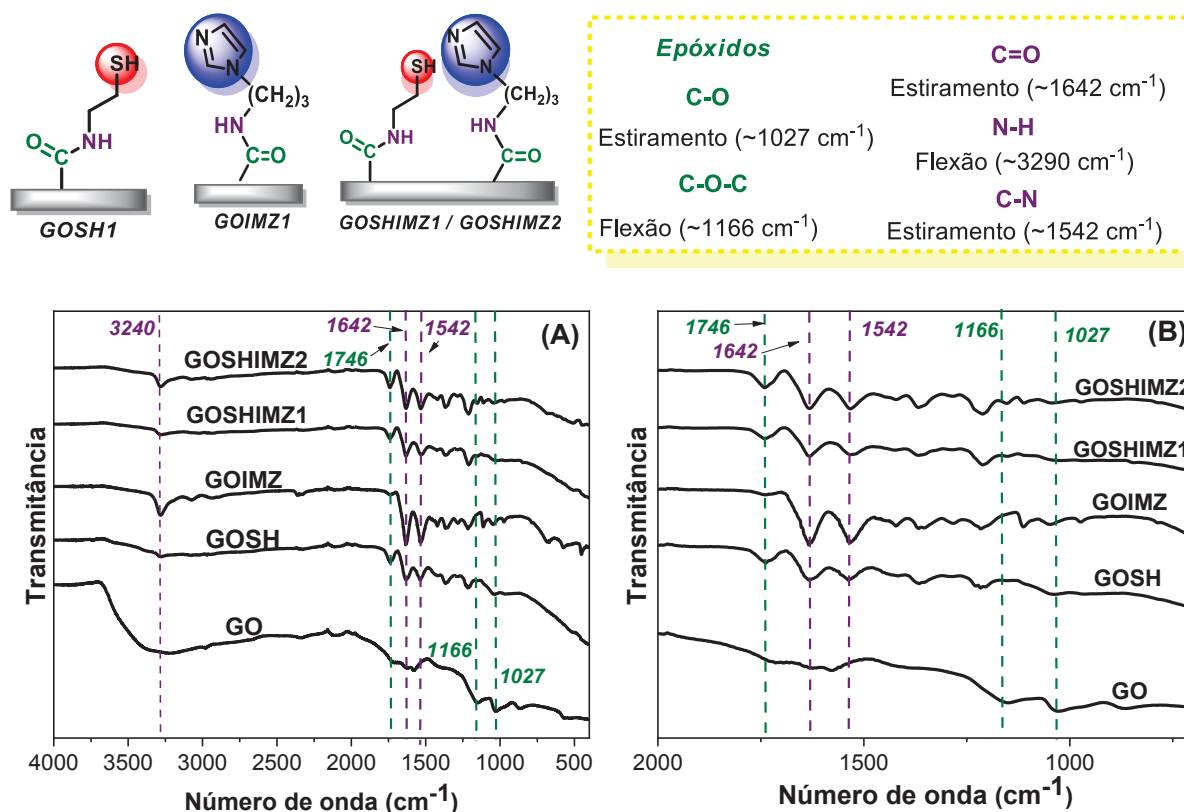 SH
N
N
(CH₂)₃
NH
O
C
NH
C=O
GOSH1
GOIMZ1
SH
N
N
(C₂)₃
O
C
NH
NH
C=O
GOSHIMZ1 / GOSHIMZ2
Epóxidos
C-O
Estiramento (~1027 cm⁻¹)
C-O-C
Flexão (~1166 cm⁻¹)
C=O
Estiramento (~1642 cm⁻¹)
N-H
Flexão (~3290 cm⁻¹)
C-N
Estiramento (~1542 cm⁻¹)
3240
1642
1542
1746
(A)
GOSHIMZ2
GOSHIMZ1
GOIMZ
GOSH
GO
1166
1027
Transmitância
4000 3500 3000 2500 2000 1500 1000 500
Número de onda (cm⁻¹)
1746
1642
1542
1166
1027
(B)
GOSHIMZ2
GOSHIMZ1
GOIMZ
GOSH
GO
Transmitância
2000 1500 1000
Número de onda (cm⁻¹)